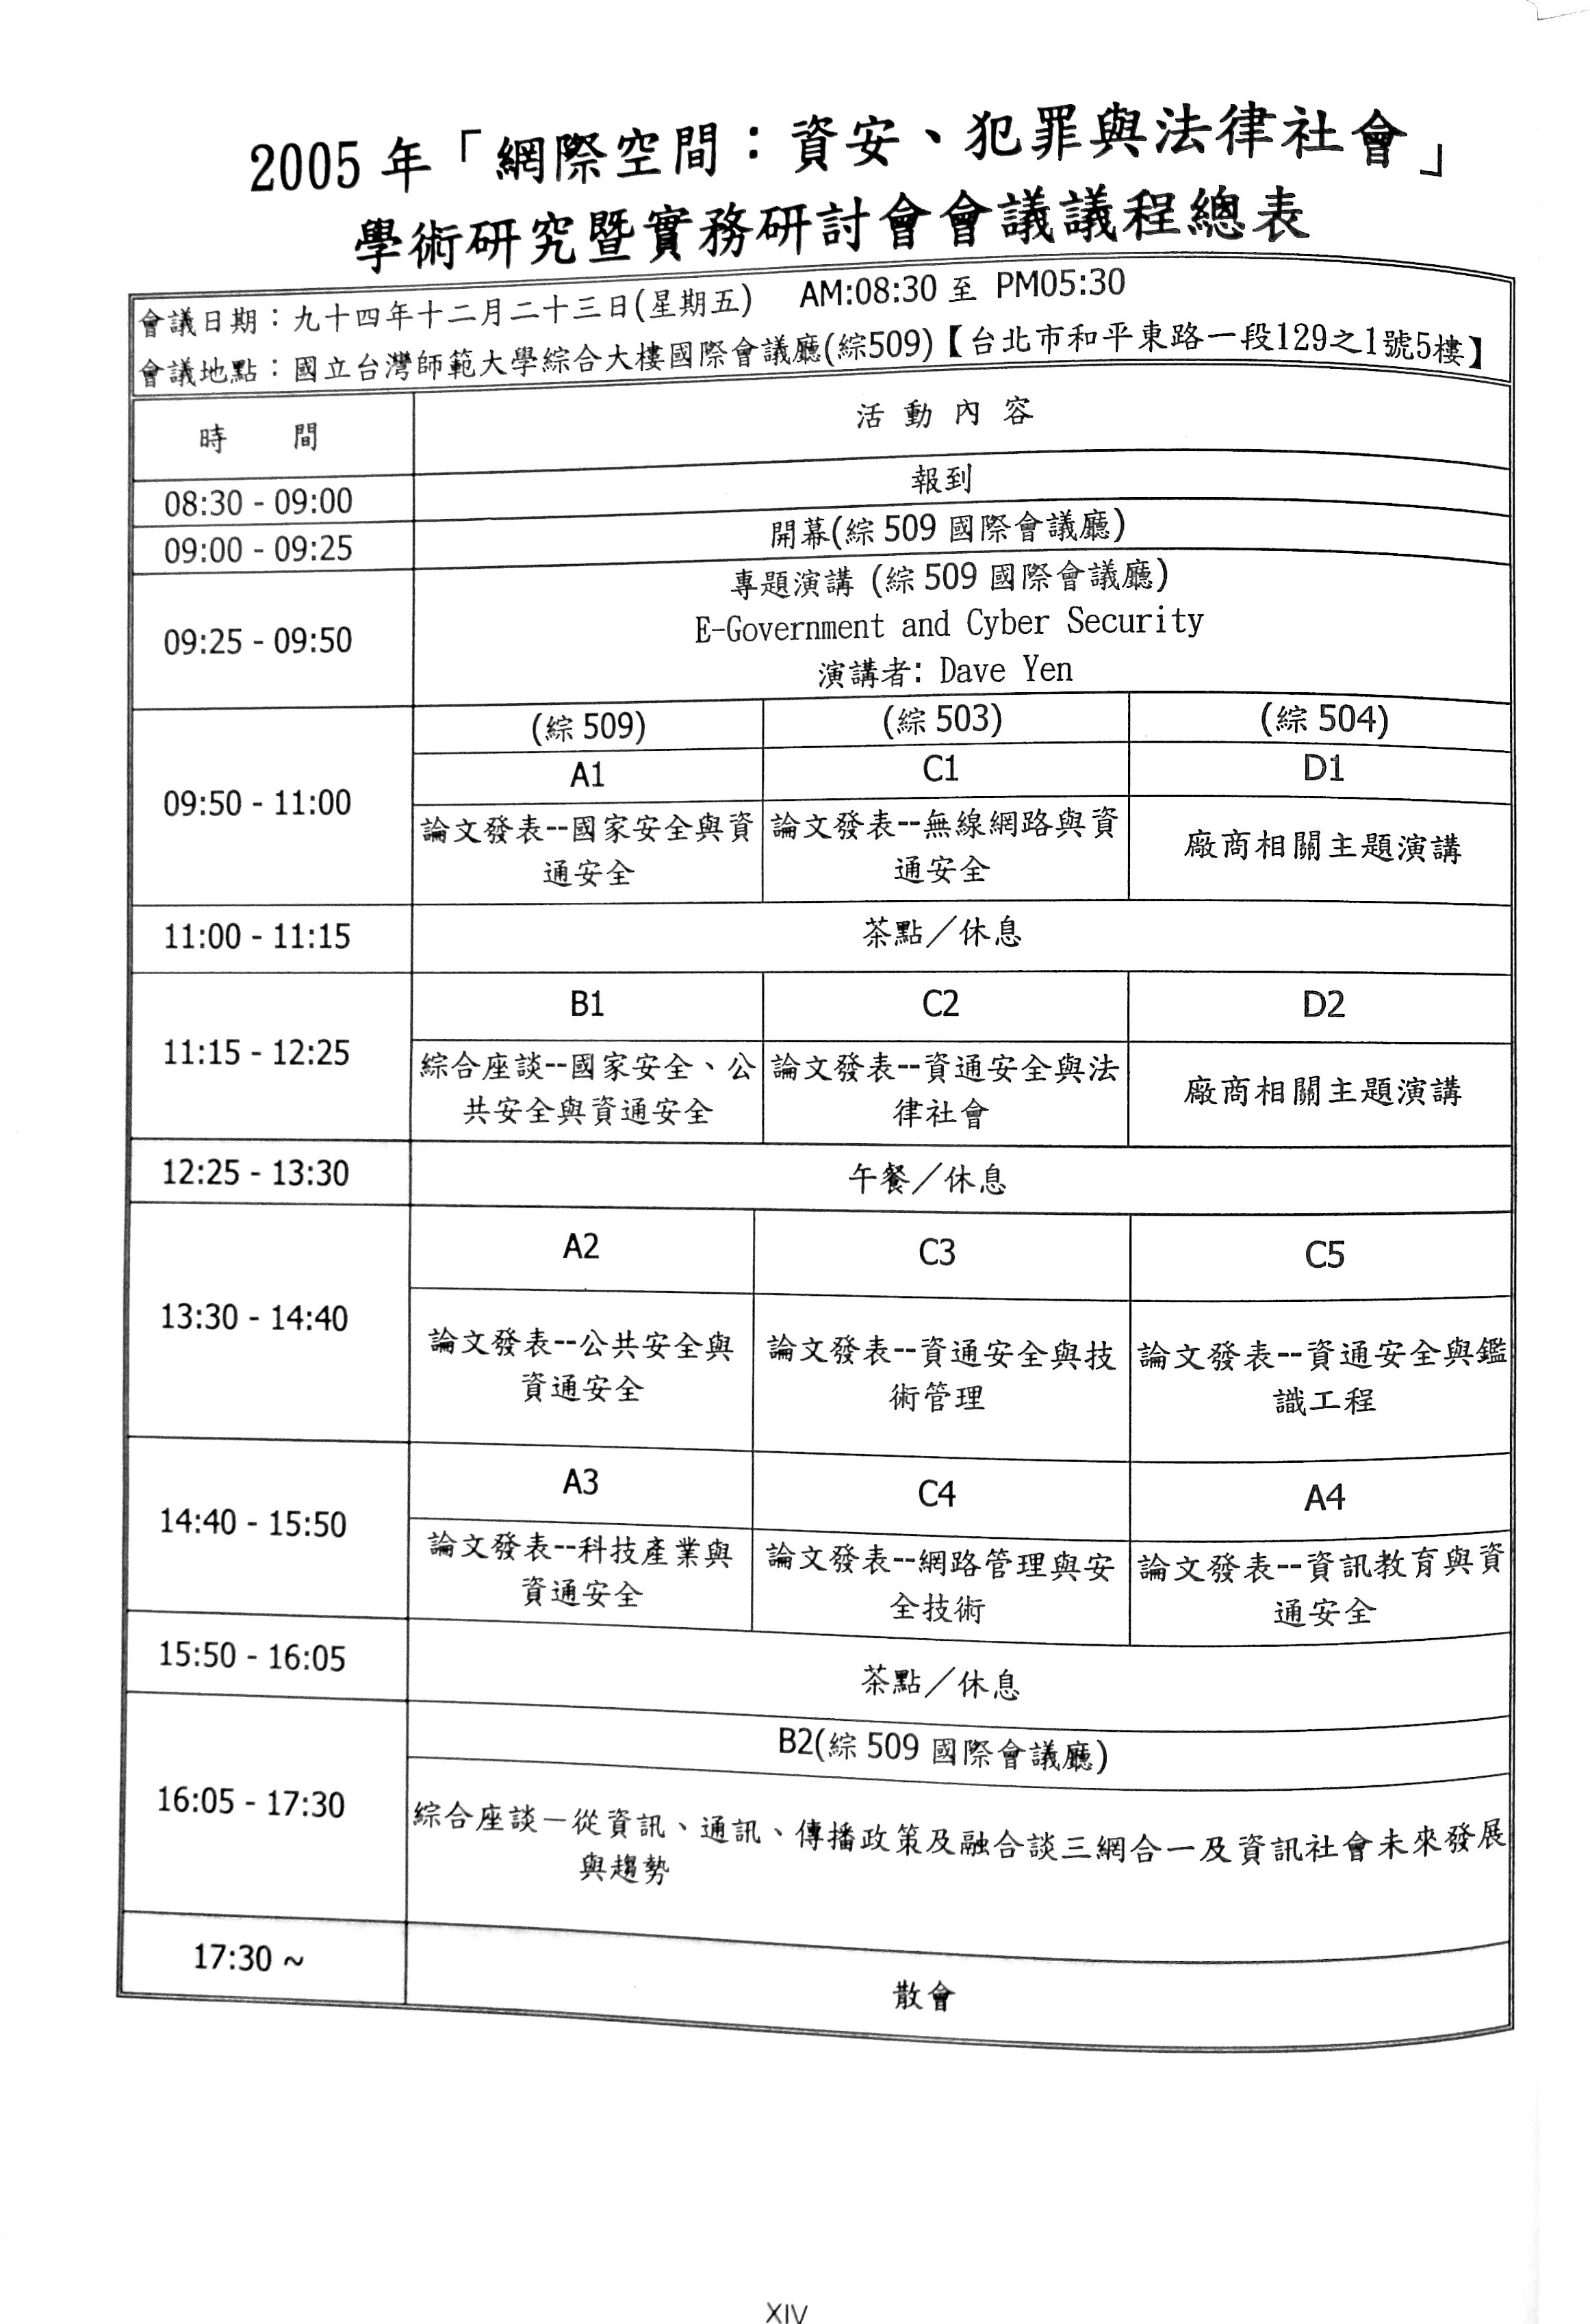 2005 年「網際空間：資安、犯罪與法律社會」
學術研究暨實務研討會會議議程總表
會議日期：九十四年十二月二十三日(星期五) AM:08:30 至 PM05:30
會議地點：國立台灣師範大學綜合大樓國際會議廳(綜509)【台北市和平東路一段129之1號5樓】
時 間 活 動 內 容
08:30 - 09:00 報到
09:00 - 09:25 開幕(綜 509 國際會議廳)
09:25 - 09:50
專題演講 (綜 509 國際會議廳)
E-Government and Cyber Security
演講者: Dave Yen
09:50 - 11:00
(綜 509) (綜 503) (綜 504)
A1 C1 D1
論文發表--國家安全與資
通安全
論文發表--無線網路與資
通安全
廠商相關主題演講
11:00 - 11:15 茶點／休息
11:15 - 12:25
B1 C2 D2
綜合座談--國家安全、公
共安全與資通安全
論文發表--資通安全與法
律社會
廠商相關主題演講
12:25 - 13:30 午餐／休息
13:30 - 14:40
A2 C3 C5
論文發表--公共安全與
資通安全
論文發表--資通安全與技
術管理
論文發表--資通安全與鑑
識工程
14:40 - 15:50
A3 C4 A4
論文發表--科技產業與
資通安全
論文發表--網路管理與安
全技術
論文發表--資訊教育與資
通安全
15:50 - 16:05 茶點／休息
16:05 - 17:30
B2(綜 509 國際會議廳)
綜合座談－從資訊、通訊、傳播政策及融合談三網合一及資訊社會未來發展
與趨勢
17:30 ~ 散會
XIV